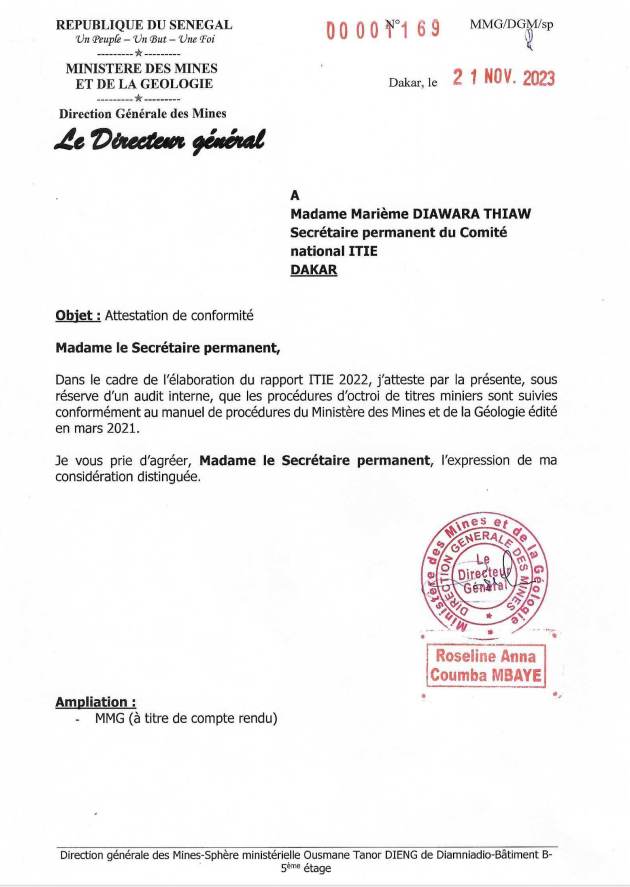 REPUBLIQUE DU SENEGAL
Un Peuple – Un But – Une Foi
MINISTERE DES MINES
ET DE LA GEOLOGIE
Direction Générale des Mines
Le Directeur général
N° 00001169 MMG/DGM/sp
Dakar, le 21 NOV. 2023
A
Madame Marième DIAWARA THIAW
Secrétaire permanent du Comité
national ITIE
DAKAR
Objet : Attestation de conformité
Madame le Secrétaire permanent,
Dans le cadre de l'élaboration du rapport ITIE 2022, j'atteste par la présente, sous
réserve d'un audit interne, que les procédures d'octroi de titres miniers sont suivies
conformément au manuel de procédures du Ministère des Mines et de la Géologie édité
en mars 2021.
Je vous prie d'agréer, Madame le Secrétaire permanent, l'expression de ma
considération distinguée.
Ministère des Mines et de la Géologie
DIRECTION GENERALE DES MINES
Le
Directeur
Général
Roseline Anna
Coumba MBAYE
Ampliation :
- MMG (à titre de compte rendu)
Direction générale des Mines-Sphère ministérielle Ousmane Tanor DIENG de Diamniadio-Bâtiment B-
5ème étage